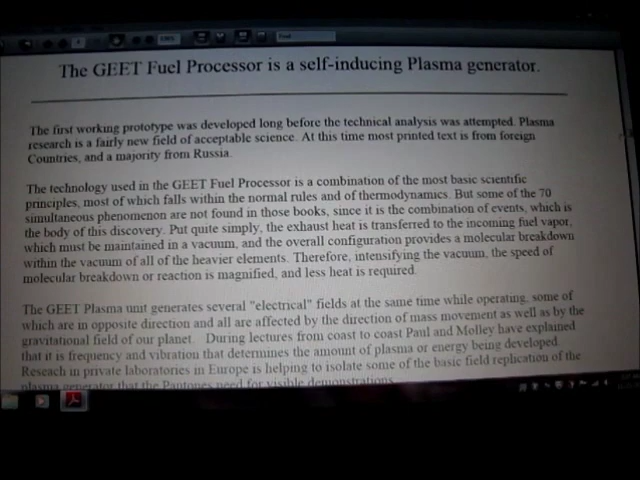 The GEET Fuel Processor is a self-inducing Plasma generator.
The first working prototype was developed long before the technical analysis was attempted. Plasma
research is a fairly new field of acceptable science. At this time most printed text is from foreign
Countries, and a majority from Russia.
The technology used in the GEET Fuel Processor is a combination of the most basic scientific
principles, most of which falls within the normal rules and of thermodynamics. But some of the 70
simultaneous phenomenon are not found in those books, since it is the combination of events, which is
the body of this discovery. Put quite simply, the exhaust heat is transferred to the incoming fuel vapor,
which must be maintained in a vacuum, and the overall configuration provides a molecular breakdown
within the vacuum of all of the heavier elements. Therefore, intensifying the vacuum, the speed of
molecular breakdown or reaction is magnified, and less heat is required.
The GEET Plasma unit generates several "electrical" fields at the same time while operating, some of
which are in opposite direction and all are affected by the direction of mass movement as well as by the
gravitational field of our planet. During lectures from coast to coast Paul and Molley have explained
that it is frequency and vibration that determines the amount of plasma or energy being developed.
Reseach in private laboratories in Europe is helping to isolate some of the basic field replication of the
plasma generator that the Pantones need for visible demonstrations.